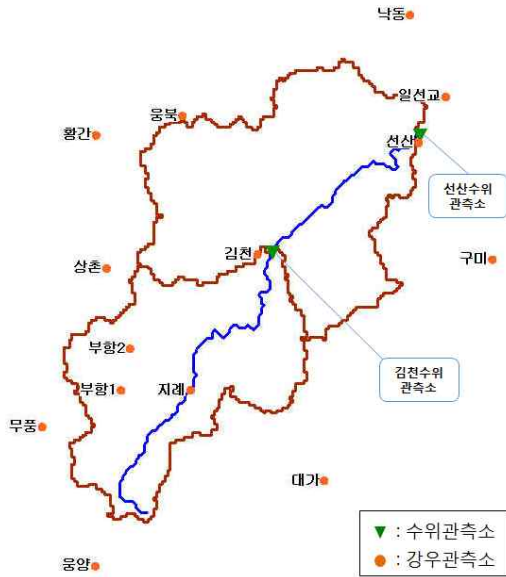 낙동
일선교
웅북
황간
선산
선산수위
관측소
김천
구미
상촌
부항2
김천수위
관측소
부항1
지례
무풍
대가
: 수위관측소
: 강우관측소
웅양